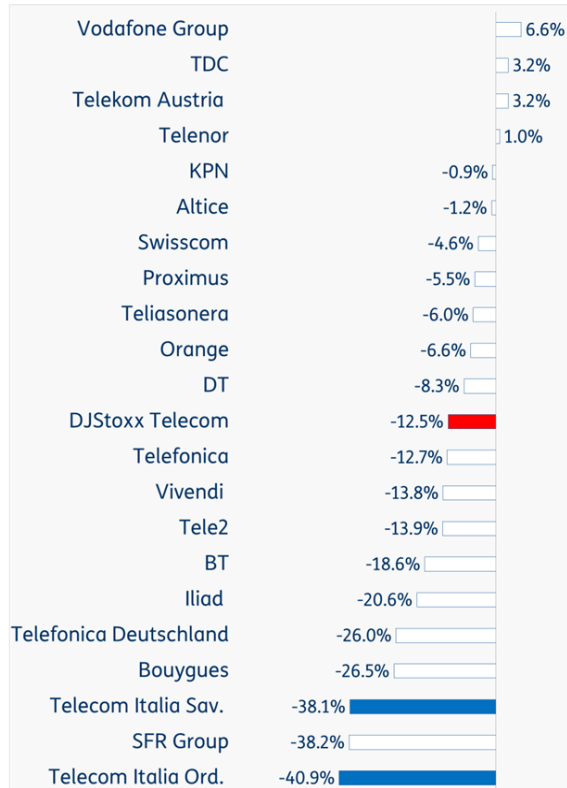 Vodafone Group 6.6%
TDC 3.2%
Telekom Austria 3.2%
Telenor 1.0%
KPN -0.9%
Altice -1.2%
Swisscom -4.6%
Proximus -5.5%
Teliasonera -6.0%
Orange -6.6%
DT -8.3%
DJStoxx Telecom -12.5%
Telefonica -12.7%
Vivendi -13.8%
Tele2 -13.9%
BT -18.6%
Iliad -20.6%
Telefonica Deutschland -26.0%
Bouygues -26.5%
Telecom Italia Sav. -38.1%
SFR Group -38.2%
Telecom Italia Ord. -40.9%